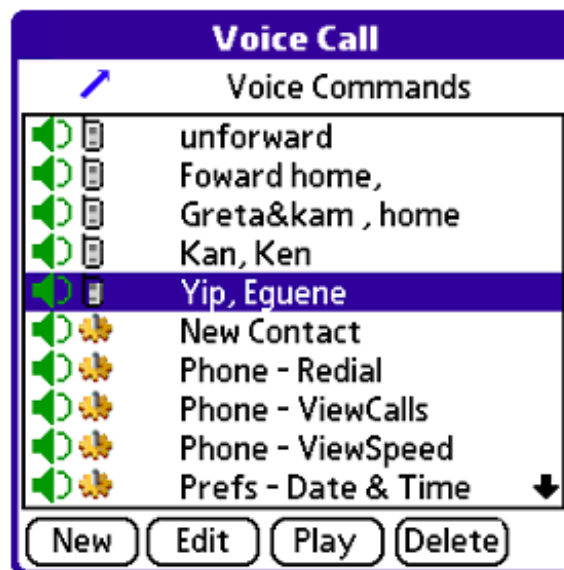 Voice Call
Voice Commands
unforward
Foward home,
Greta&kam , home
Kan, Ken
Yip, Eguene
New Contact
Phone - Redial
Phone - ViewCalls
Phone - ViewSpeed
Prefs - Date & Time
New Edit Play Delete